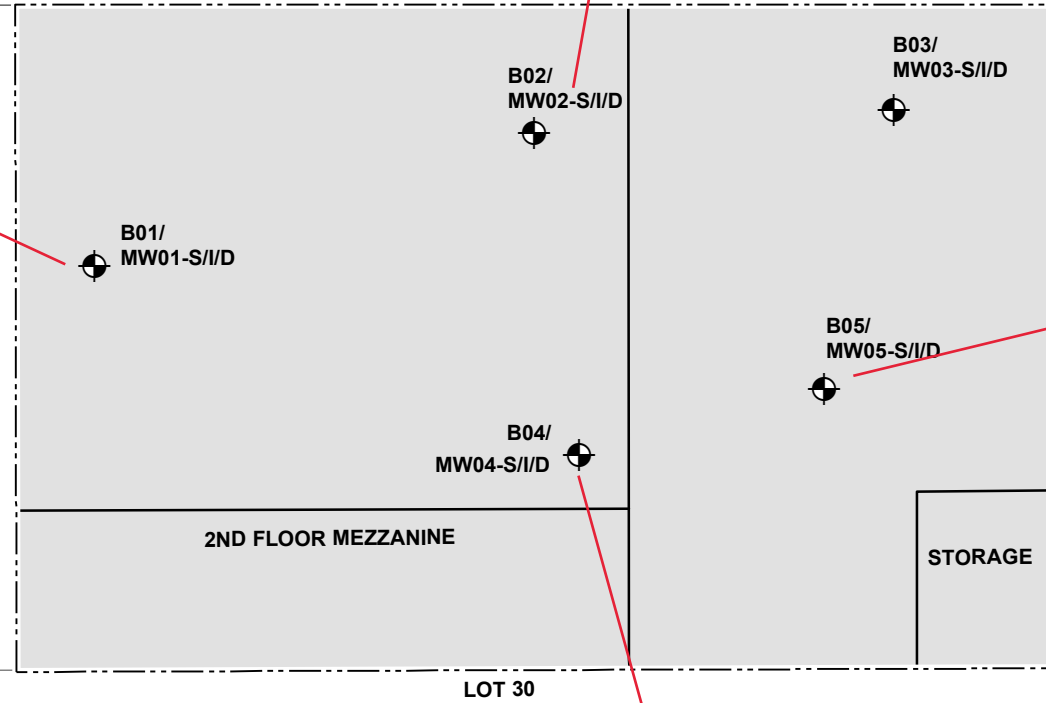 B03/
MW03-S/I/D
B02/
MW02-S/I/D
B01/
MW01-S/I/D
B05/
MW05-S/I/D
B04/
MW04-S/I/D
2ND FLOOR MEZZANINE
STORAGE
LOT 30